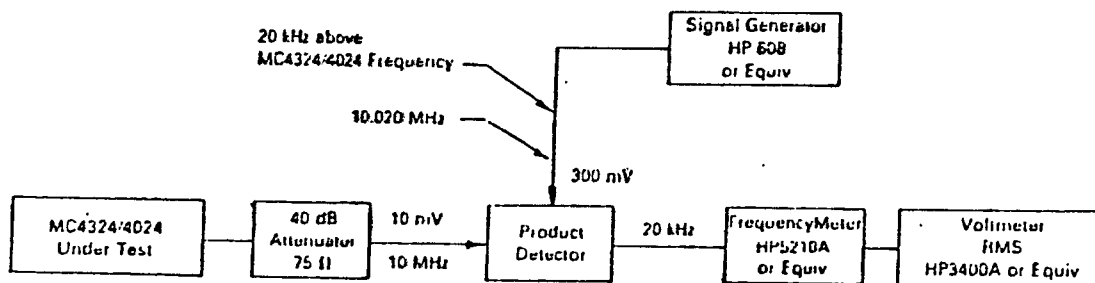 20 kHz above
MC4324/4024 Frequency
10.020 MHz
Signal Generator
HP 608
or Equiv
300 mV
MC4324/4024
Under Test
40 dB
Attenuator
75 Ω
10 mV
10 MHz
Product
Detector
20 kHz
FrequencyMeter
HP5210A
or Equiv
Voltmeter
RMS
HP3400A or Equiv